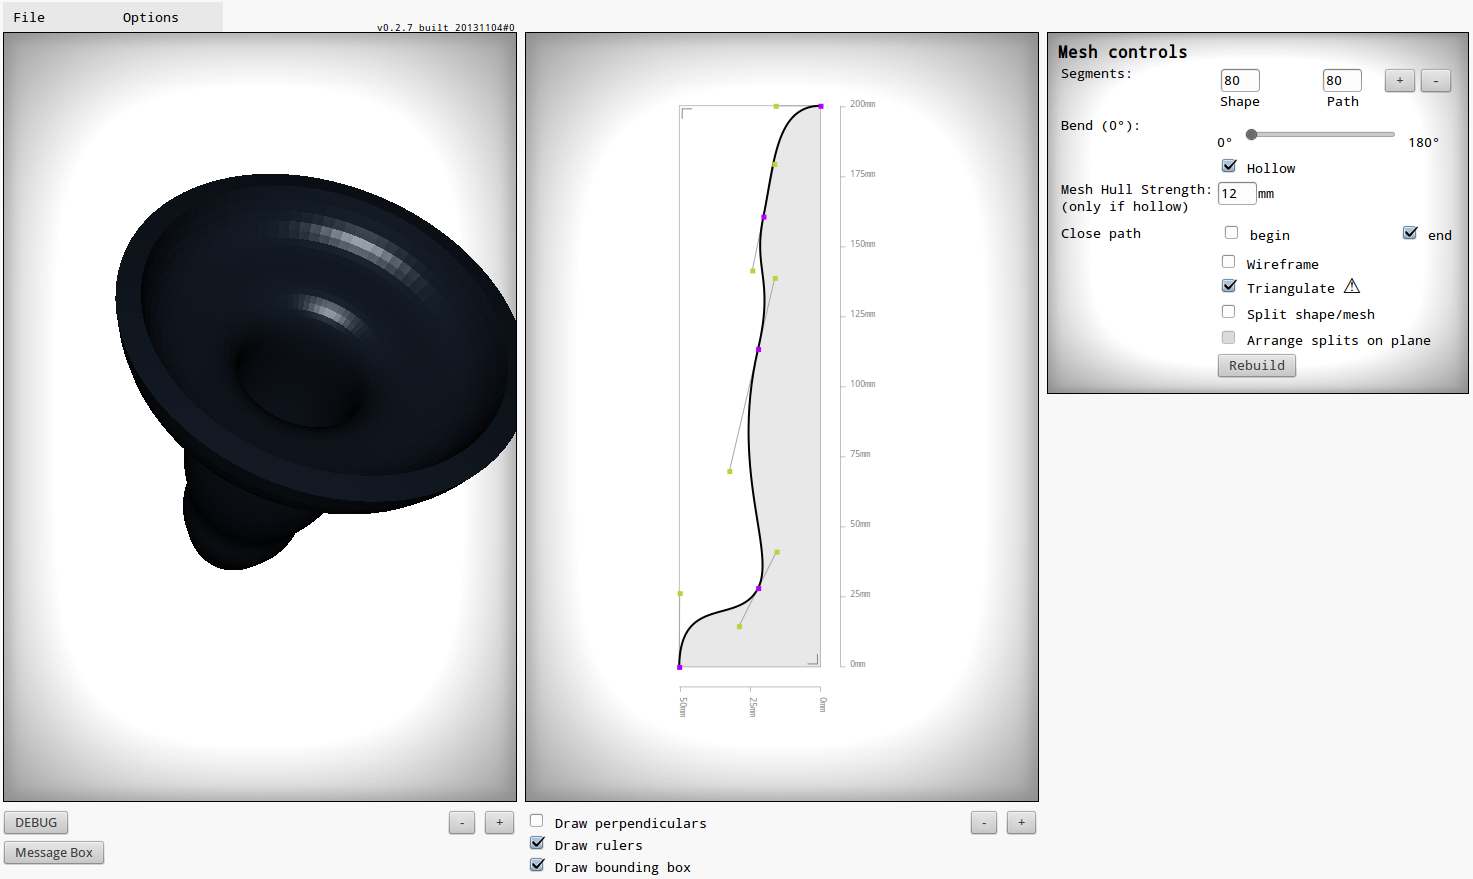 File Options
v0.2.7 built 20131104#0
200mm
175mm
150mm
125mm
100mm
75mm
50mm
25mm
0mm
50mm 25mm 0mm
Mesh controls
Segments: 80 80 + -
Shape Path
Bend (0°):
0° 180°
Hollow
Mesh Hull Strength: 12 mm
(only if hollow)
Close path begin end
Wireframe
Triangulate ⚠
Split shape/mesh
Arrange splits on plane
Rebuild
DEBUG - +
Message Box
Draw perpendiculars - +
Draw rulers
Draw bounding box